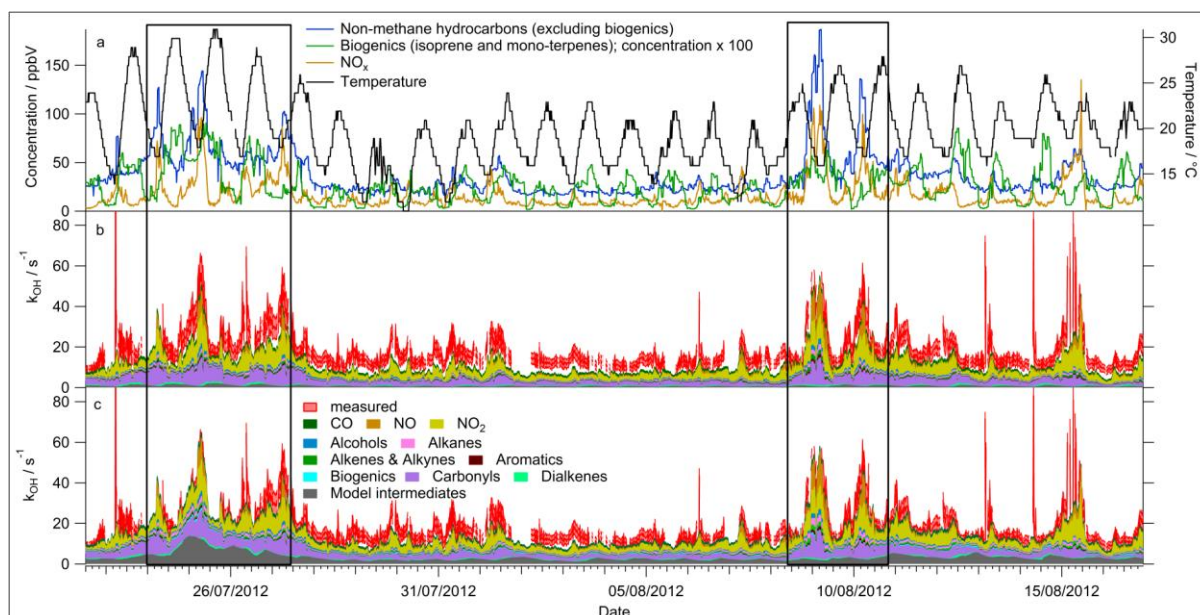 a
Non-methane hydrocarbons (excluding biogenics)
Biogenics (isoprene and mono-terpenes); concentration x 100
NOx
Temperature
Concentration / ppbV
150
100
50
0
Temperature / °C
30
25
20
15
b
kOH / s-1
80
60
40
20
0
c
kOH / s-1
80
60
40
20
0
measured
CO NO NO2
Alcohols Alkanes
Alkenes & Alkynes Aromatics
Biogenics Carbonyls Dialkenes
Model intermediates
26/07/2012 31/07/2012 05/08/2012 10/08/2012 15/08/2012
Date